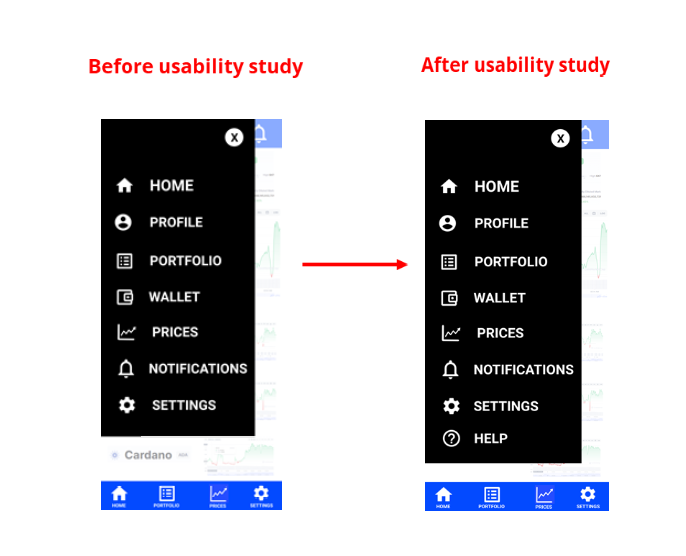 Before usability study
After usability study
X
HOME
PROFILE
PORTFOLIO
WALLET
PRICES
NOTIFICATIONS
SETTINGS
Cardano ADA
HOME
PORTFOLIO
PRICES
SETTINGS
X
HOME
PROFILE
PORTFOLIO
WALLET
PRICES
NOTIFICATIONS
SETTINGS
HELP
HOME
PORTFOLIO
PRICES
SETTINGS